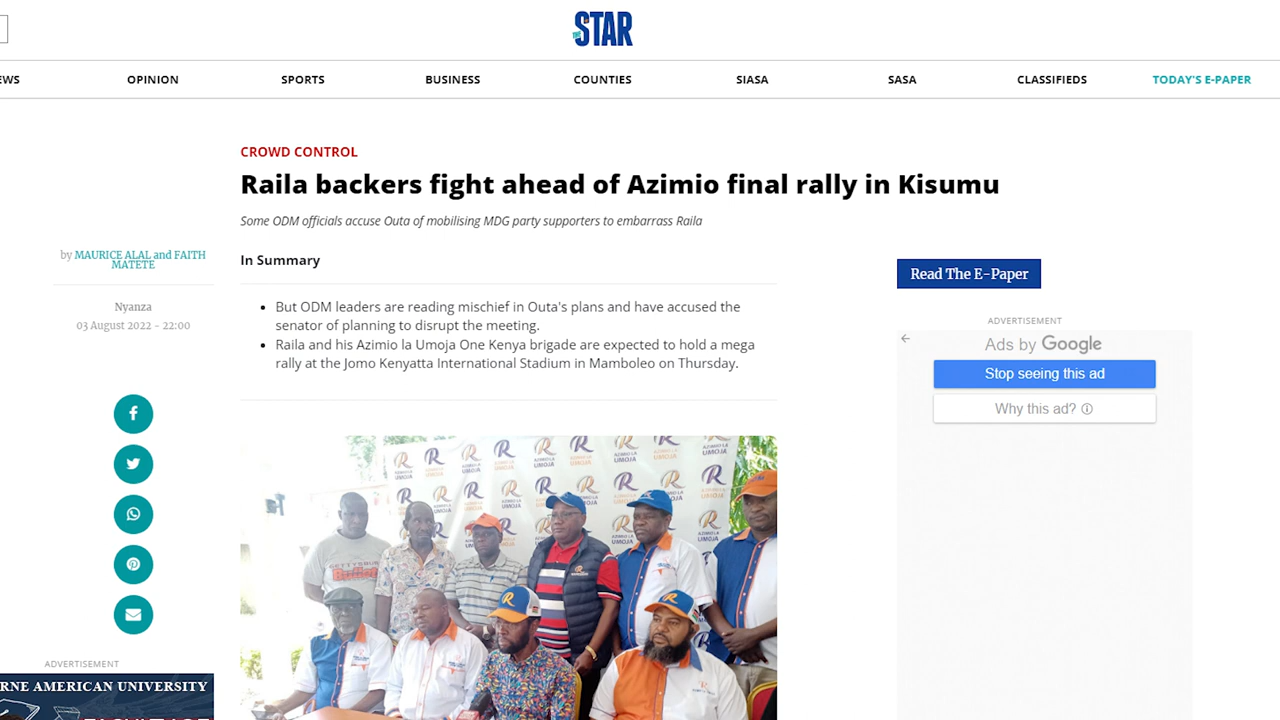 THE STAR
EWS
OPINION
SPORTS
BUSINESS
COUNTIES
SIASA
SASA
CLASSIFIEDS
TODAY'S E-PAPER
CROWD CONTROL
Raila backers fight ahead of Azimio final rally in Kisumu
Some ODM officials accuse Outa of mobilising MDG party supporters to embarrass Raila
by MAURICE ALAL and FAITH
MATETE
Nyanza
03 August 2022 - 22:00
In Summary
But ODM leaders are reading mischief in Outa's plans and have accused the
senator of planning to disrupt the meeting.
Raila and his Azimio la Umoja One Kenya brigade are expected to hold a mega
rally at the Jomo Kenyatta International Stadium in Mamboleo on Thursday.
Read The E-Paper
ADVERTISEMENT
Ads by Google
Stop seeing this ad
Why this ad?
AZIMIO LA
UMOJA
ADVERTISEMENT
RNE AMERICAN UNIVERSITY